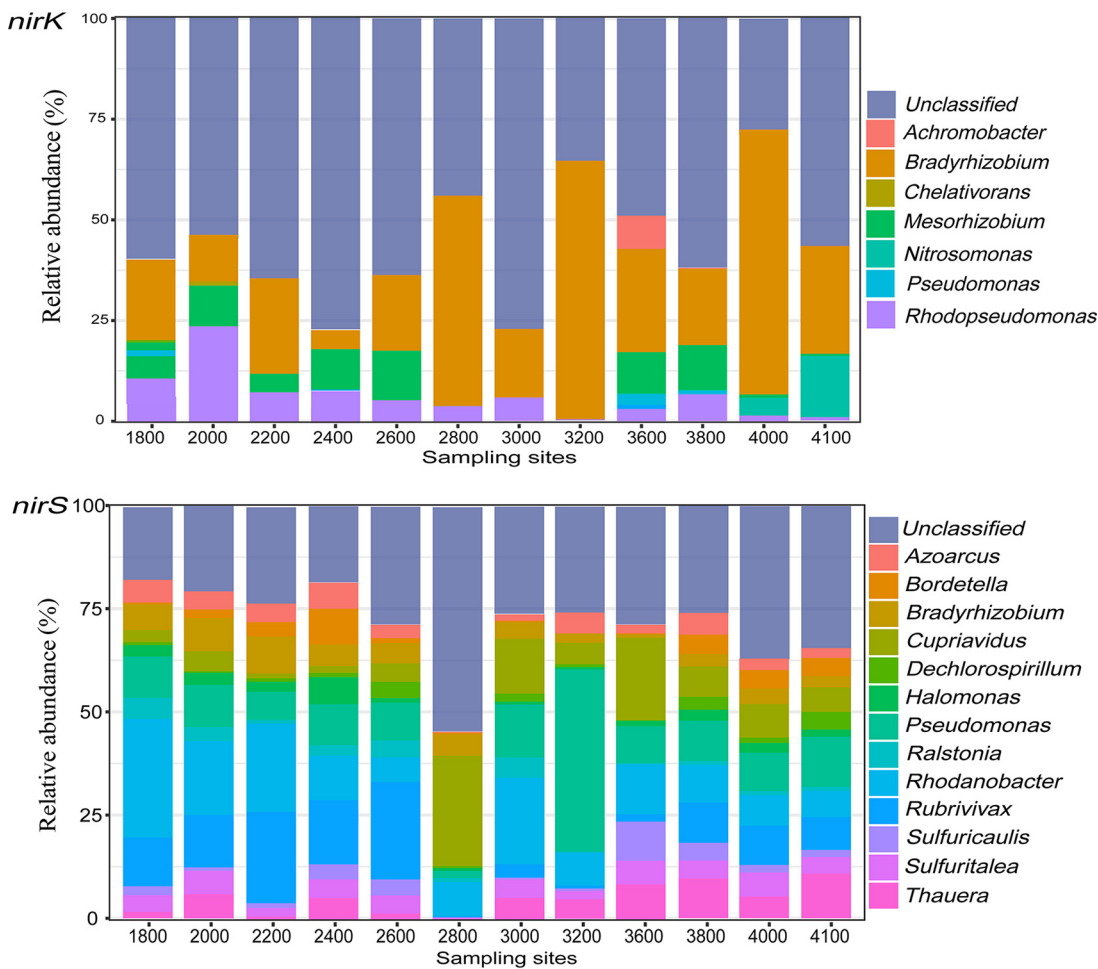 nirK
100
75
50
25
0
Relative abundance (%)
1800 2000 2200 2400 2600 2800 3000 3200 3600 3800 4000 4100
Sampling sites
Unclassified
Achromobacter
Bradyrhizobium
Chelativorans
Mesorhizobium
Nitrosomonas
Pseudomonas
Rhodopseudomonas
nirS
100
75
50
25
0
Relative abundance (%)
1800 2000 2200 2400 2600 2800 3000 3200 3600 3800 4000 4100
Sampling sites
Unclassified
Azoarcus
Bordetella
Bradyrhizobium
Cupriavidus
Dechlorospirillum
Halomonas
Pseudomonas
Ralstonia
Rhodanobacter
Rubrivivax
Sulfuricaulis
Sulfuritalea
Thauera